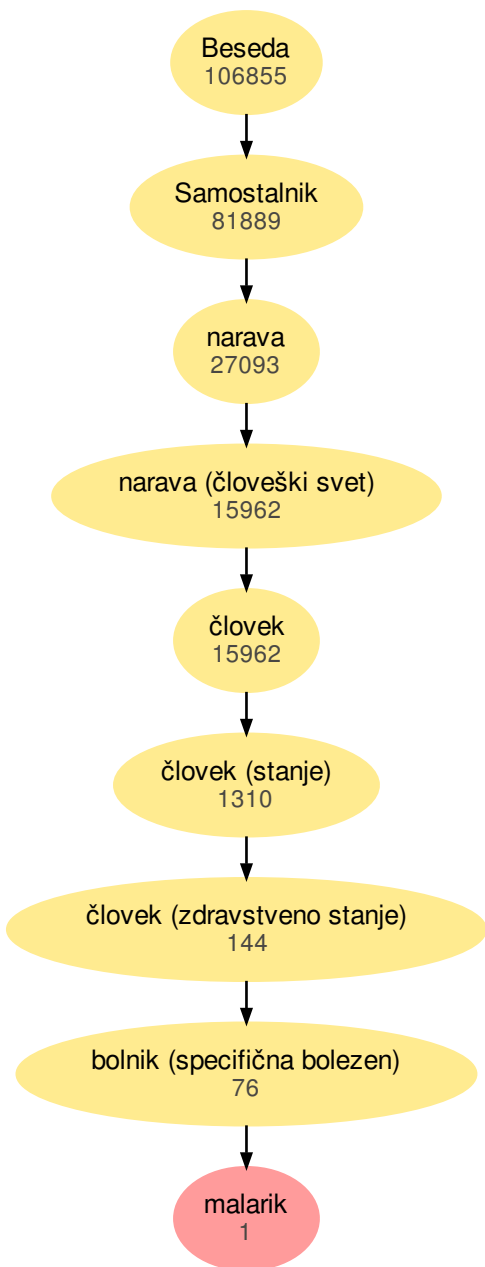 Beseda
106855
Samostalnik
81889
narava
27093
narava (človeški svet)
15962
človek
15962
človek (stanje)
1310
človek (zdravstveno stanje)
144
bolnik (specifična bolezen)
76
malarik
1